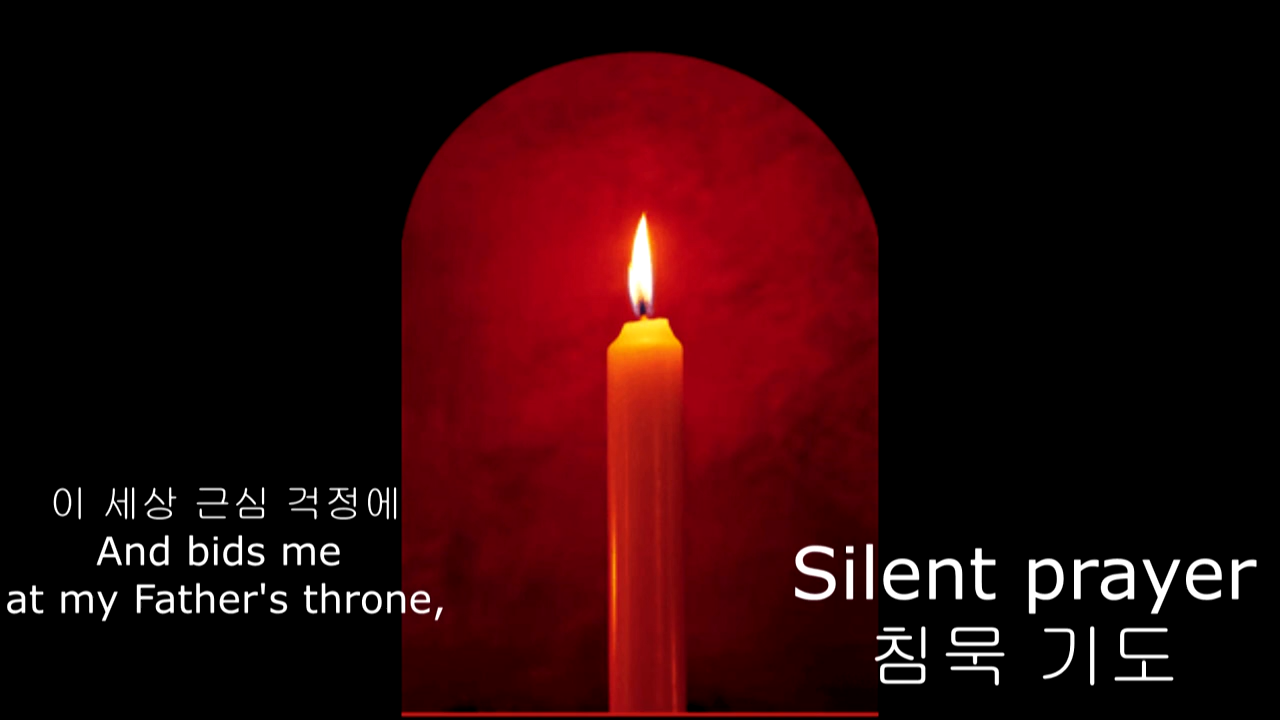 이 세상 근심 걱정에
And bids me
at my Father's throne,
Silent prayer
침묵 기도